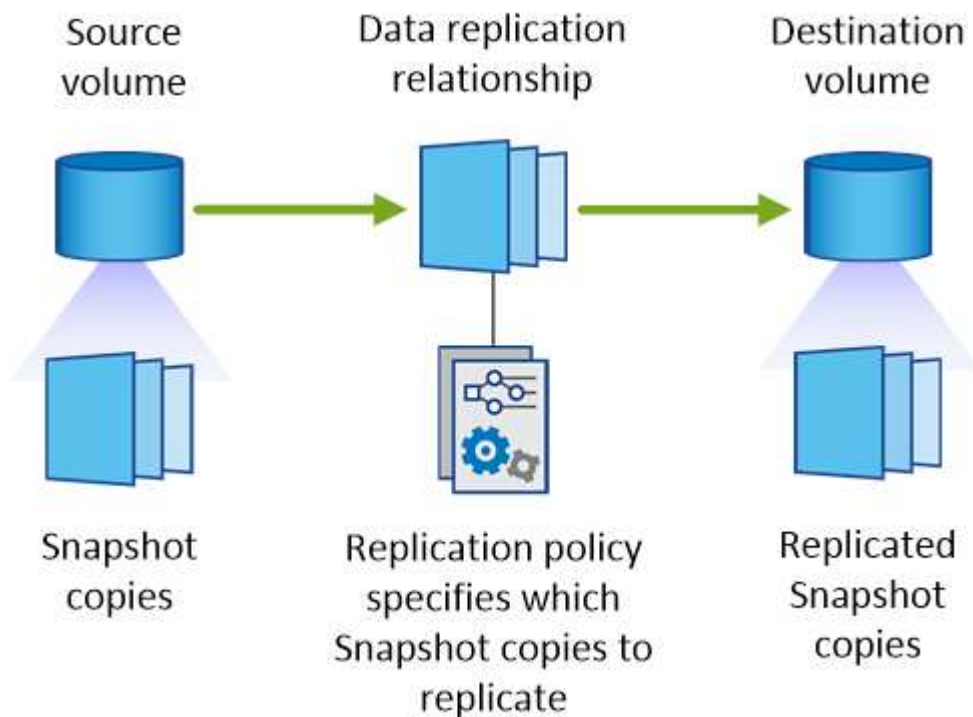 Source
volume
Data replication
relationship
Destination
volume
Snapshot
copies
Replication policy
specifies which
Snapshot copies to
replicate
Replicated
Snapshot
copies